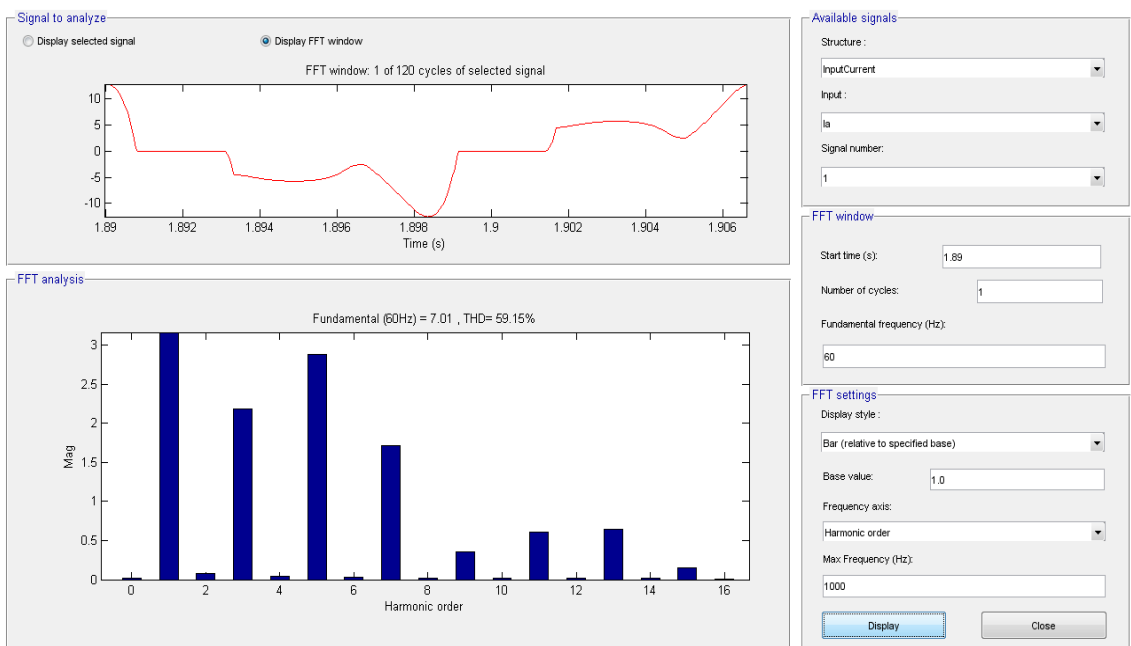 Signal to analyze
Display selected signal
Display FFT window
FFT window: 1 of 120 cycles of selected signal
10
5
0
-5
-10
1.89 1.892 1.894 1.896 1.898 1.9 1.902 1.904 1.906
Time (s)
FFT analysis
Fundamental (60Hz) = 7.01 , THD= 59.15%
3
2.5
2
1.5
1
0.5
0
Mag
0 2 4 6 8 10 12 14 16
Harmonic order
Available signals
Structure :
InputCurrent
Input :
Ia
Signal number:
1
FFT window
Start time (s): 1.89
Number of cycles: 1
Fundamental frequency (Hz):
60
FFT settings
Display style :
Bar (relative to specified base)
Base value: 1.0
Frequency axis:
Harmonic order
Max Frequency (Hz):
1000
Display Close